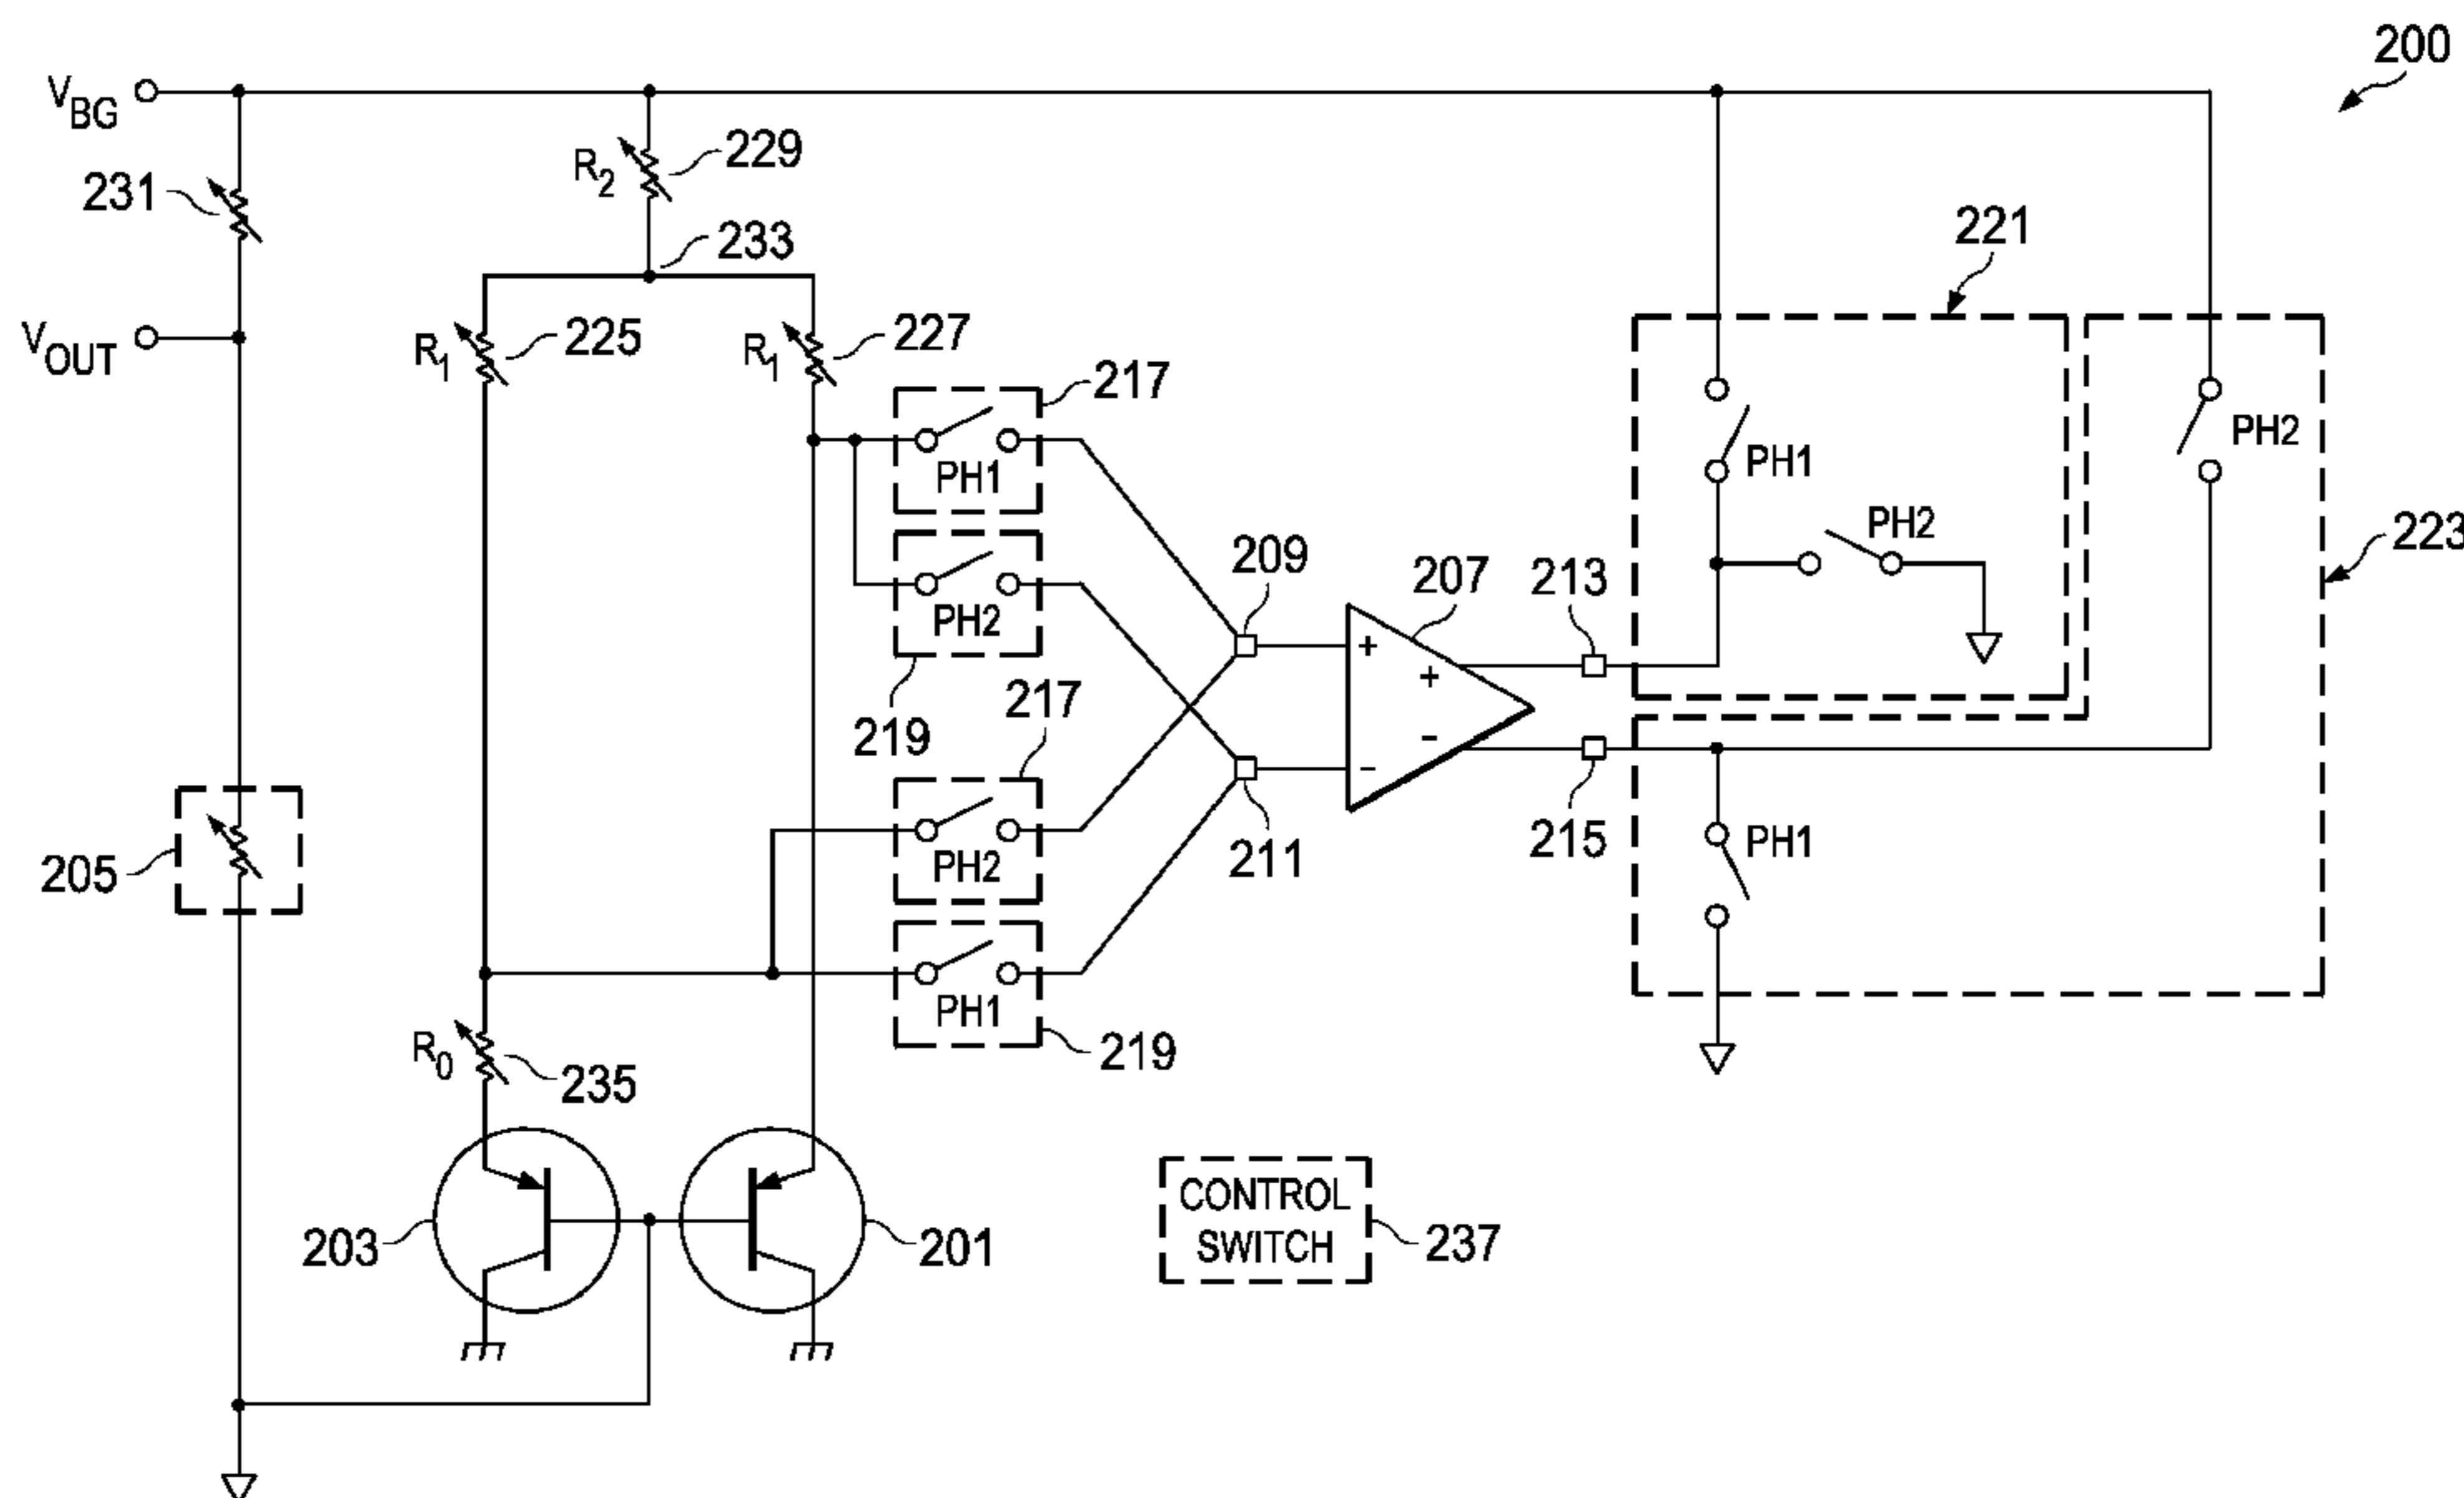 200
VBG
R2
229
231
233
221
VOUT
R1
225
R1
227
217
PH1
PH1
PH2
PH2
223
PH2
209
207
213
219
217
+
+
-
-
205
PH2
211
215
PH1
PH1
219
R0
235
203
201
CONTROL
SWITCH
237